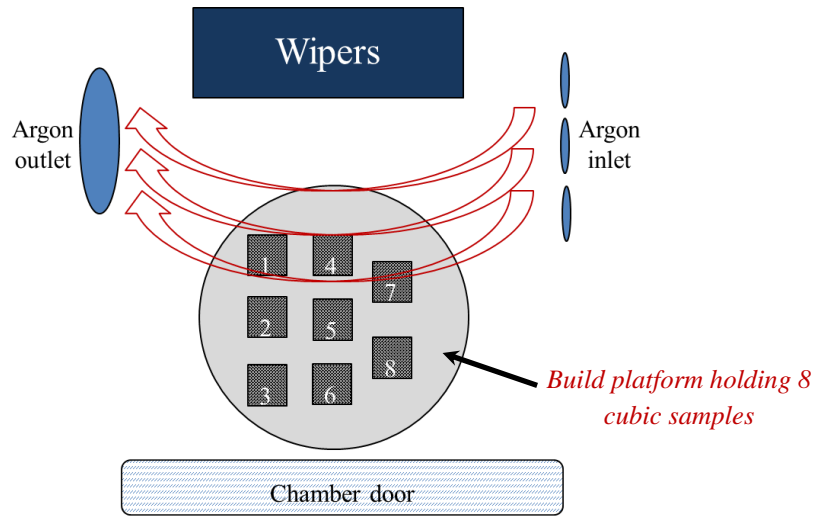 Wipers
Argon
outlet
Argon
inlet
1
4
7
2
5
8
3
6
Build platform holding 8
cubic samples
Chamber door